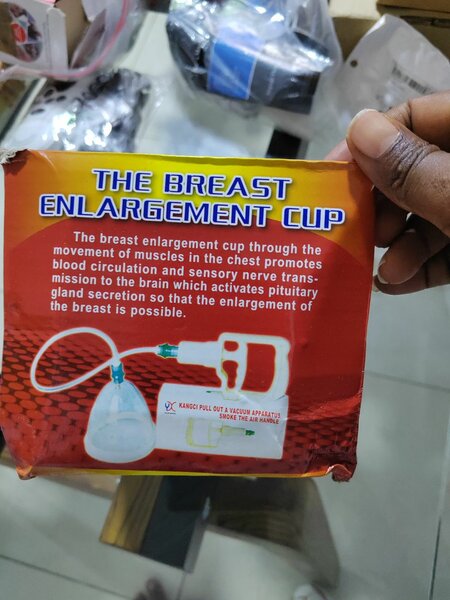 THE BREAST
ENLARGEMENT CUP
The breast enlargement cup through the
movement of muscles in the chest promotes
blood circulation and sensory nerve trans-
mission to the brain which activates pituitary
gland secretion so that the enlargement of
the breast is possible.
KANGCI PULL OUT A VACUUM APPARATUS
SMOKE THE AIR HANDLE